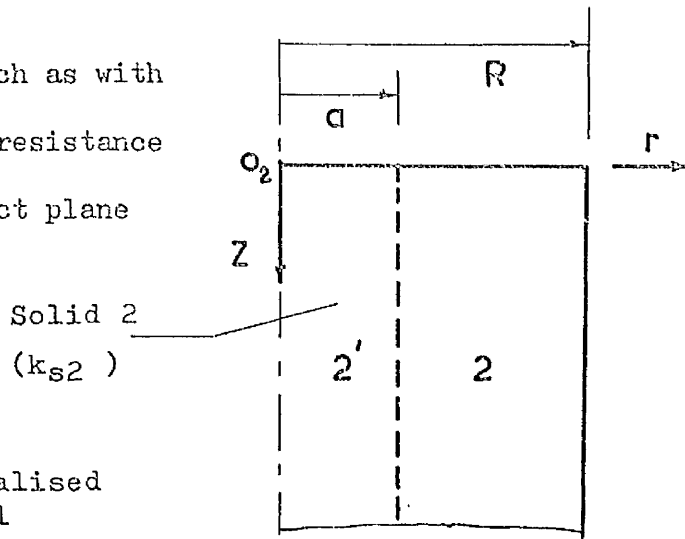 ch as with
R
a
resistance
O₂
r
ct plane
Z
Solid 2
(kₛ₂ )
2'
2
alised